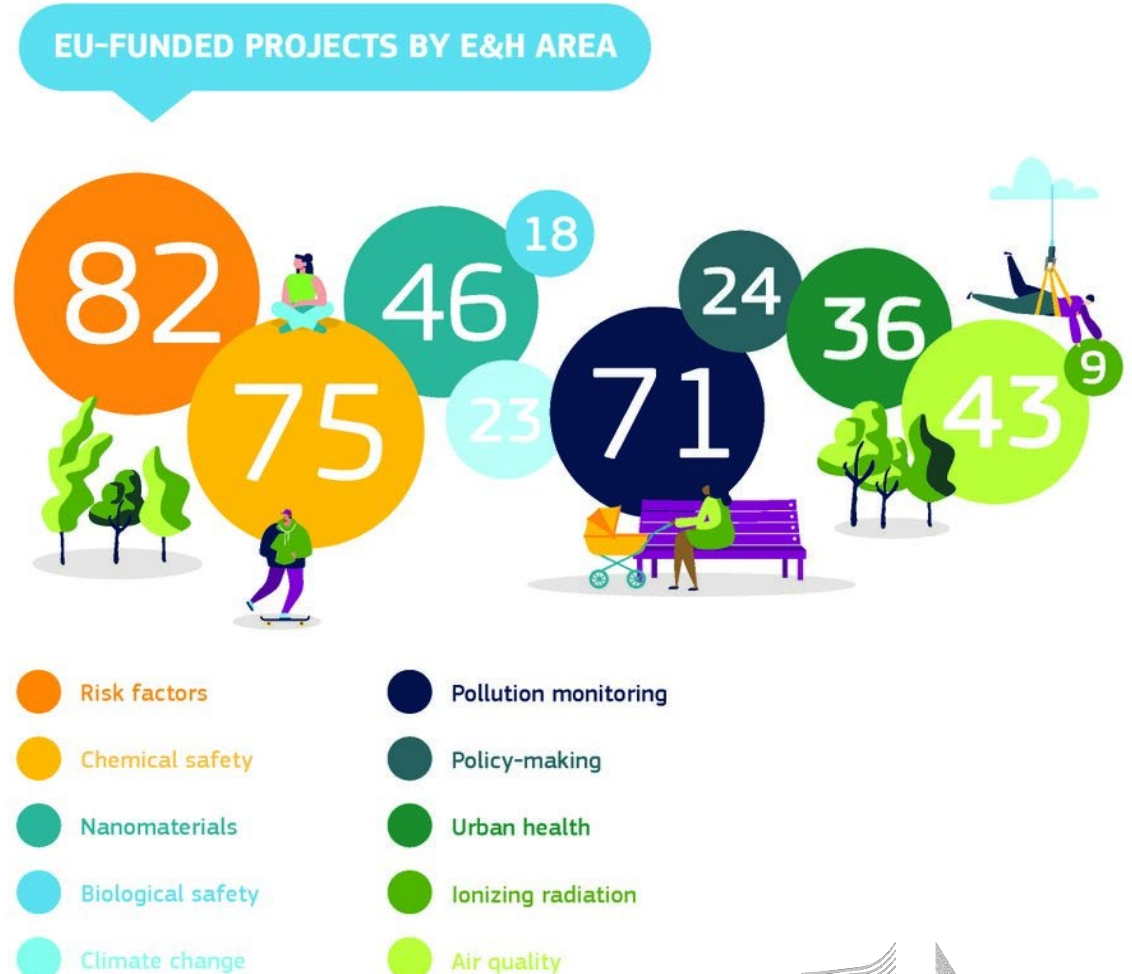 EU-FUNDED PROJECTS BY E&H AREA
82
75
46
18
23
71
24
36
43
9
Risk factors
Chemical safety
Nanomaterials
Biological safety
Climate change
Pollution monitoring
Policy-making
Urban health
Ionizing radiation
Air quality